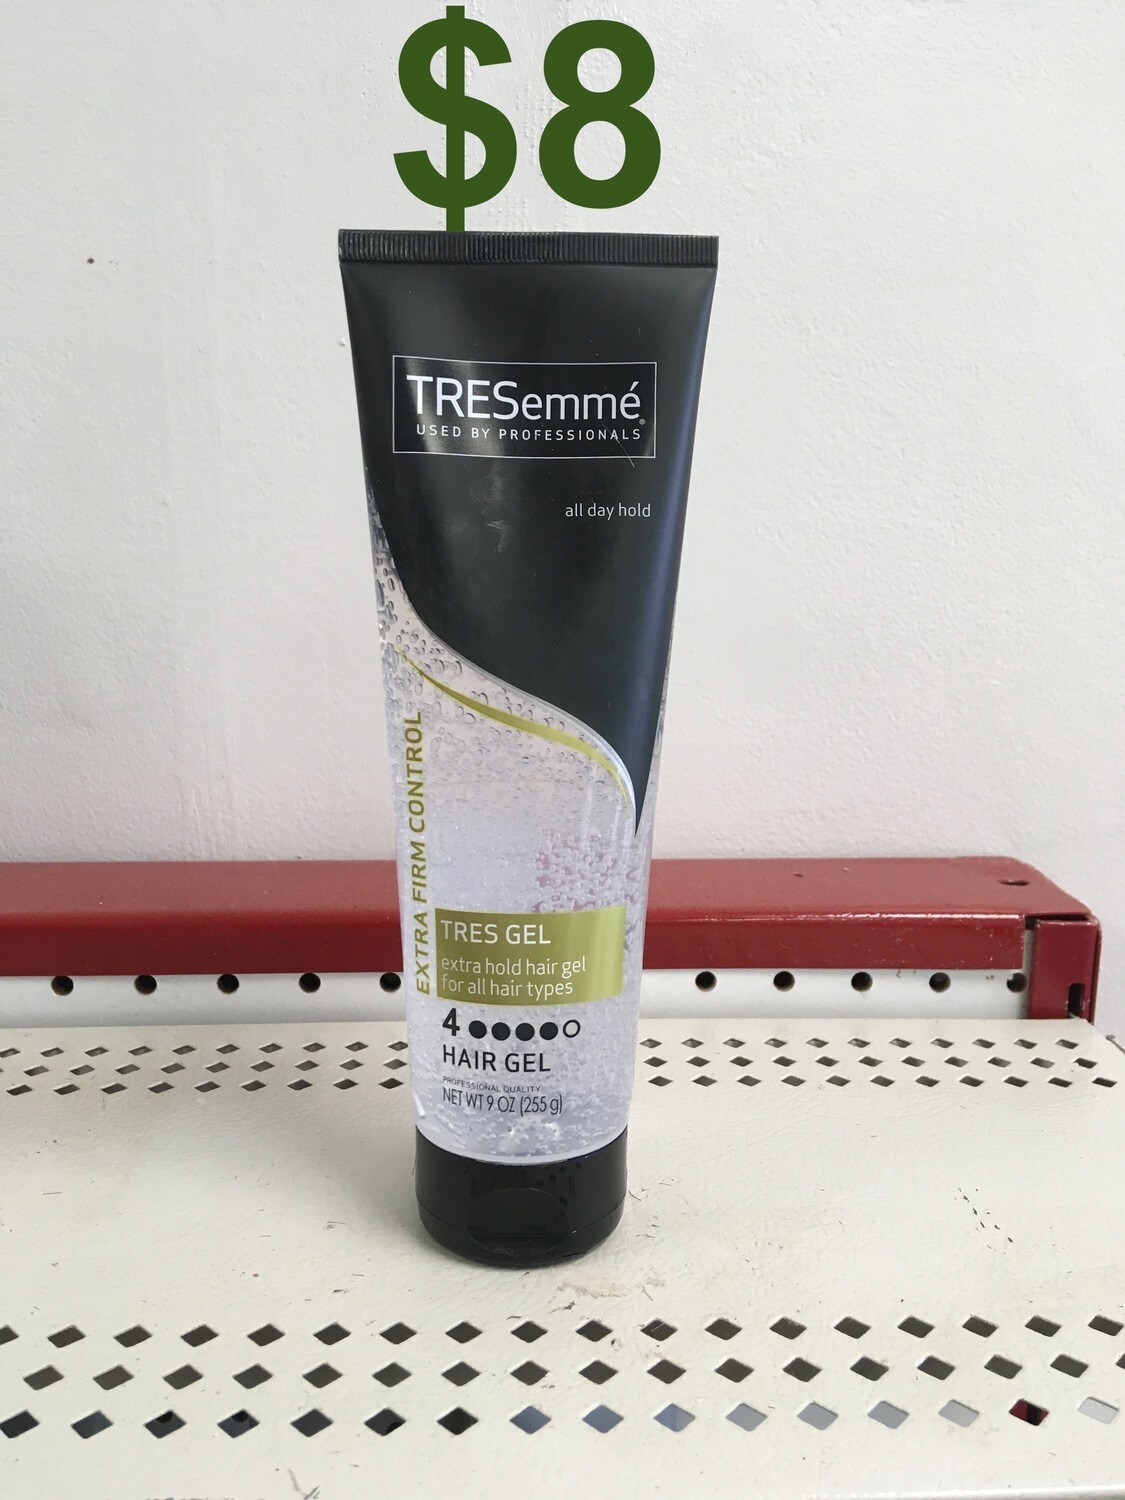 $8
TRESemmé®
USED BY PROFESSIONALS
all day hold
EXTRA FIRM CONTROL
TRES GEL
extra hold hair gel
for all hair types
4
HAIR GEL
PROFESSIONAL QUALITY
NET WT 9 OZ (255 g)